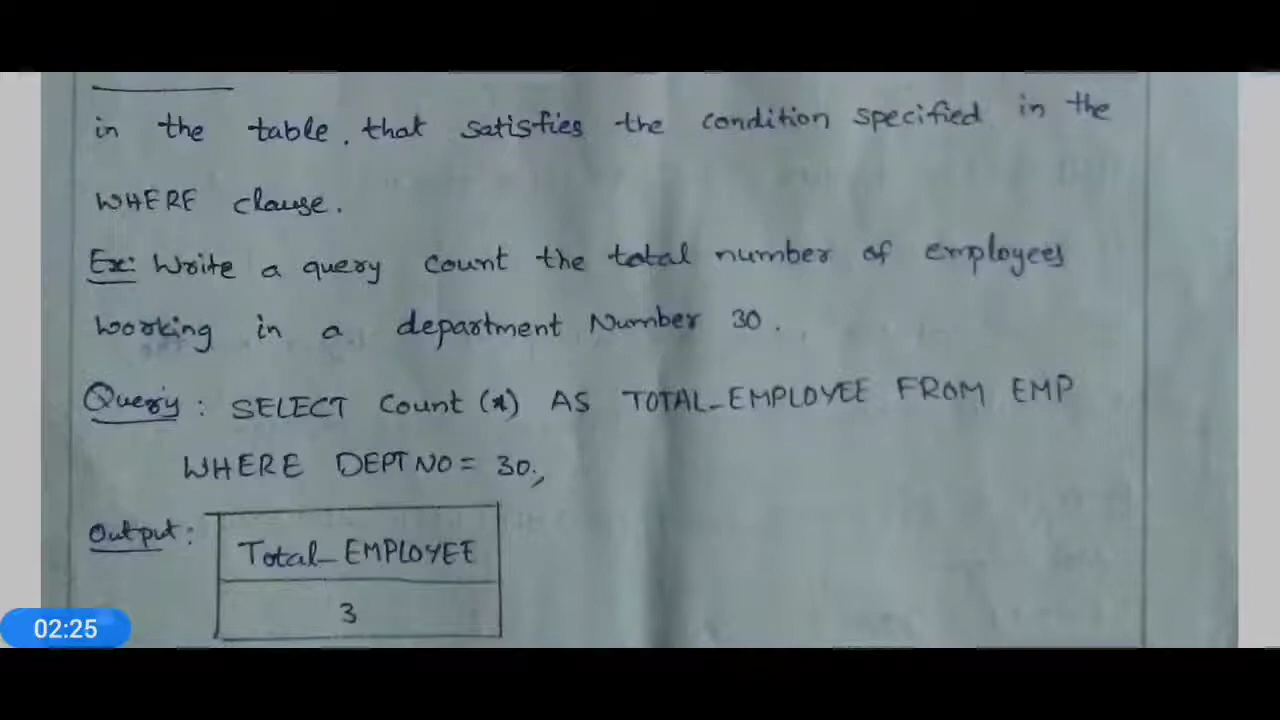 in the table. that satisfies the condition specified in the
WHERE clause.
Ex: Write a query count the total number of employees
working in a department Number 30.
Query: SELECT Count (*) AS TOTAL_EMPLOYEE FROM EMP
WHERE DEPTNO = 30;
Output:
Total_EMPLOYEE
3
02:25